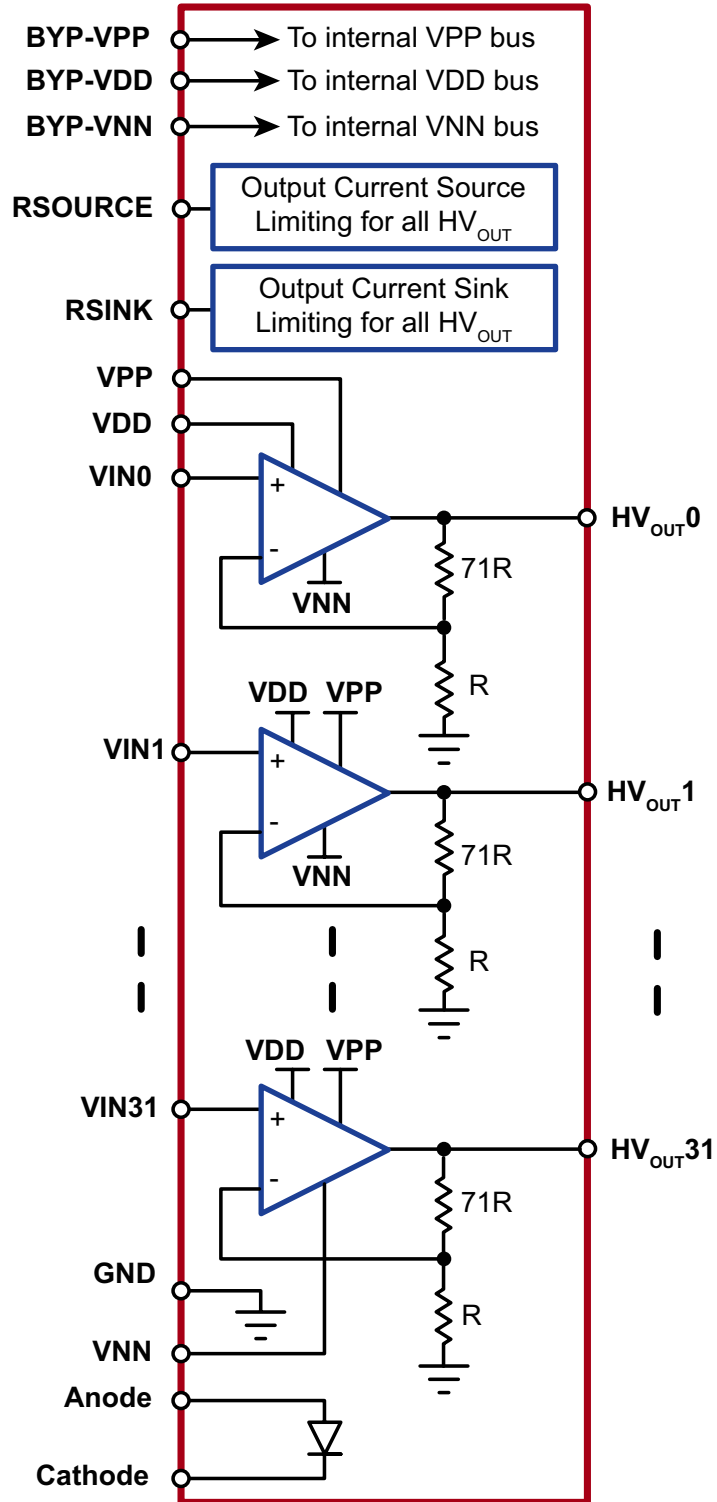 BYP-VPP To internal VPP bus
BYP-VDD To internal VDD bus
BYP-VNN To internal VNN bus
RSOURCE
Output Current Source
Limiting for all HVOUT
RSINK
Output Current Sink
Limiting for all HVOUT
VPP
VDD
VIN0
+
-
VNN
71R
R
HVOUT0
VDD VPP
VIN1
+
-
VNN
71R
R
HVOUT1
VDD VPP
VIN31
+
-
71R
R
HVOUT31
GND
VNN
Anode
Cathode